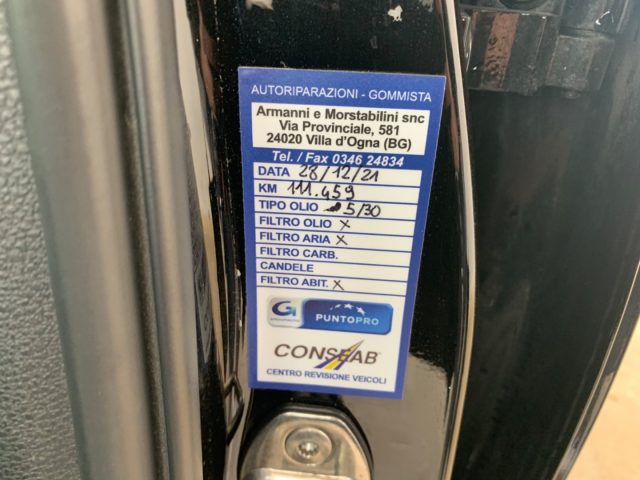 AUTORIPARAZIONI - GOMMISTA
Armanni e Morstabilini snc
Via Provinciale, 581
24020 Villa d'Ogna (BG)
Tel. / Fax 0346 24834
DATA 28/12/21
KM 111.459
TIPO OLIO 5/30
FILTRO OLIO X
FILTRO ARIA X
FILTRO CARB.
CANDELE
FILTRO ABIT. X
G PUNTOPRO
CONSEAB
CENTRO REVISIONE VEICOLI